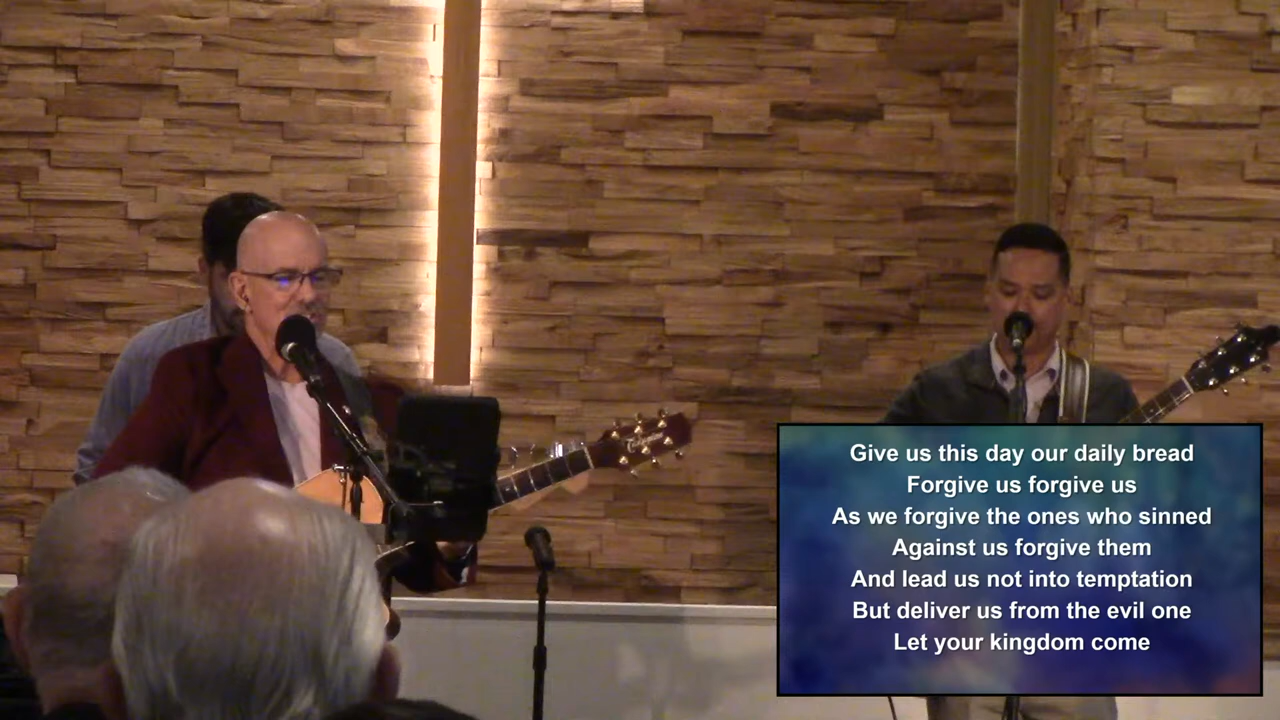 Give us this day our daily bread
Forgive us forgive us
As we forgive the ones who sinned
Against us forgive them
And lead us not into temptation
But deliver us from the evil one
Let your kingdom come